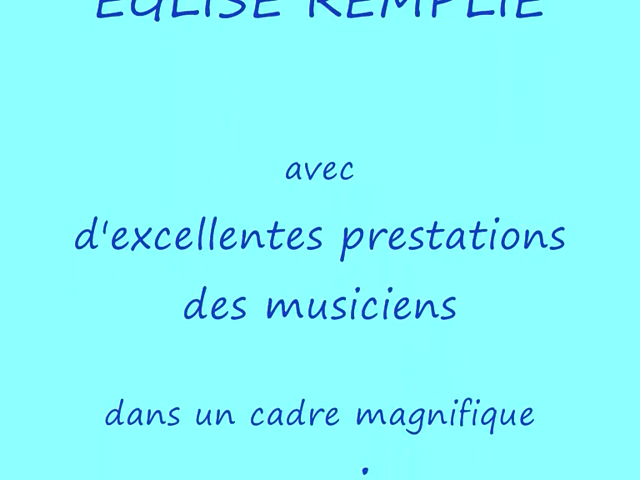 EGLISE REMPLIE
avec
d'excellentes prestations
des musiciens
dans un cadre magnifique